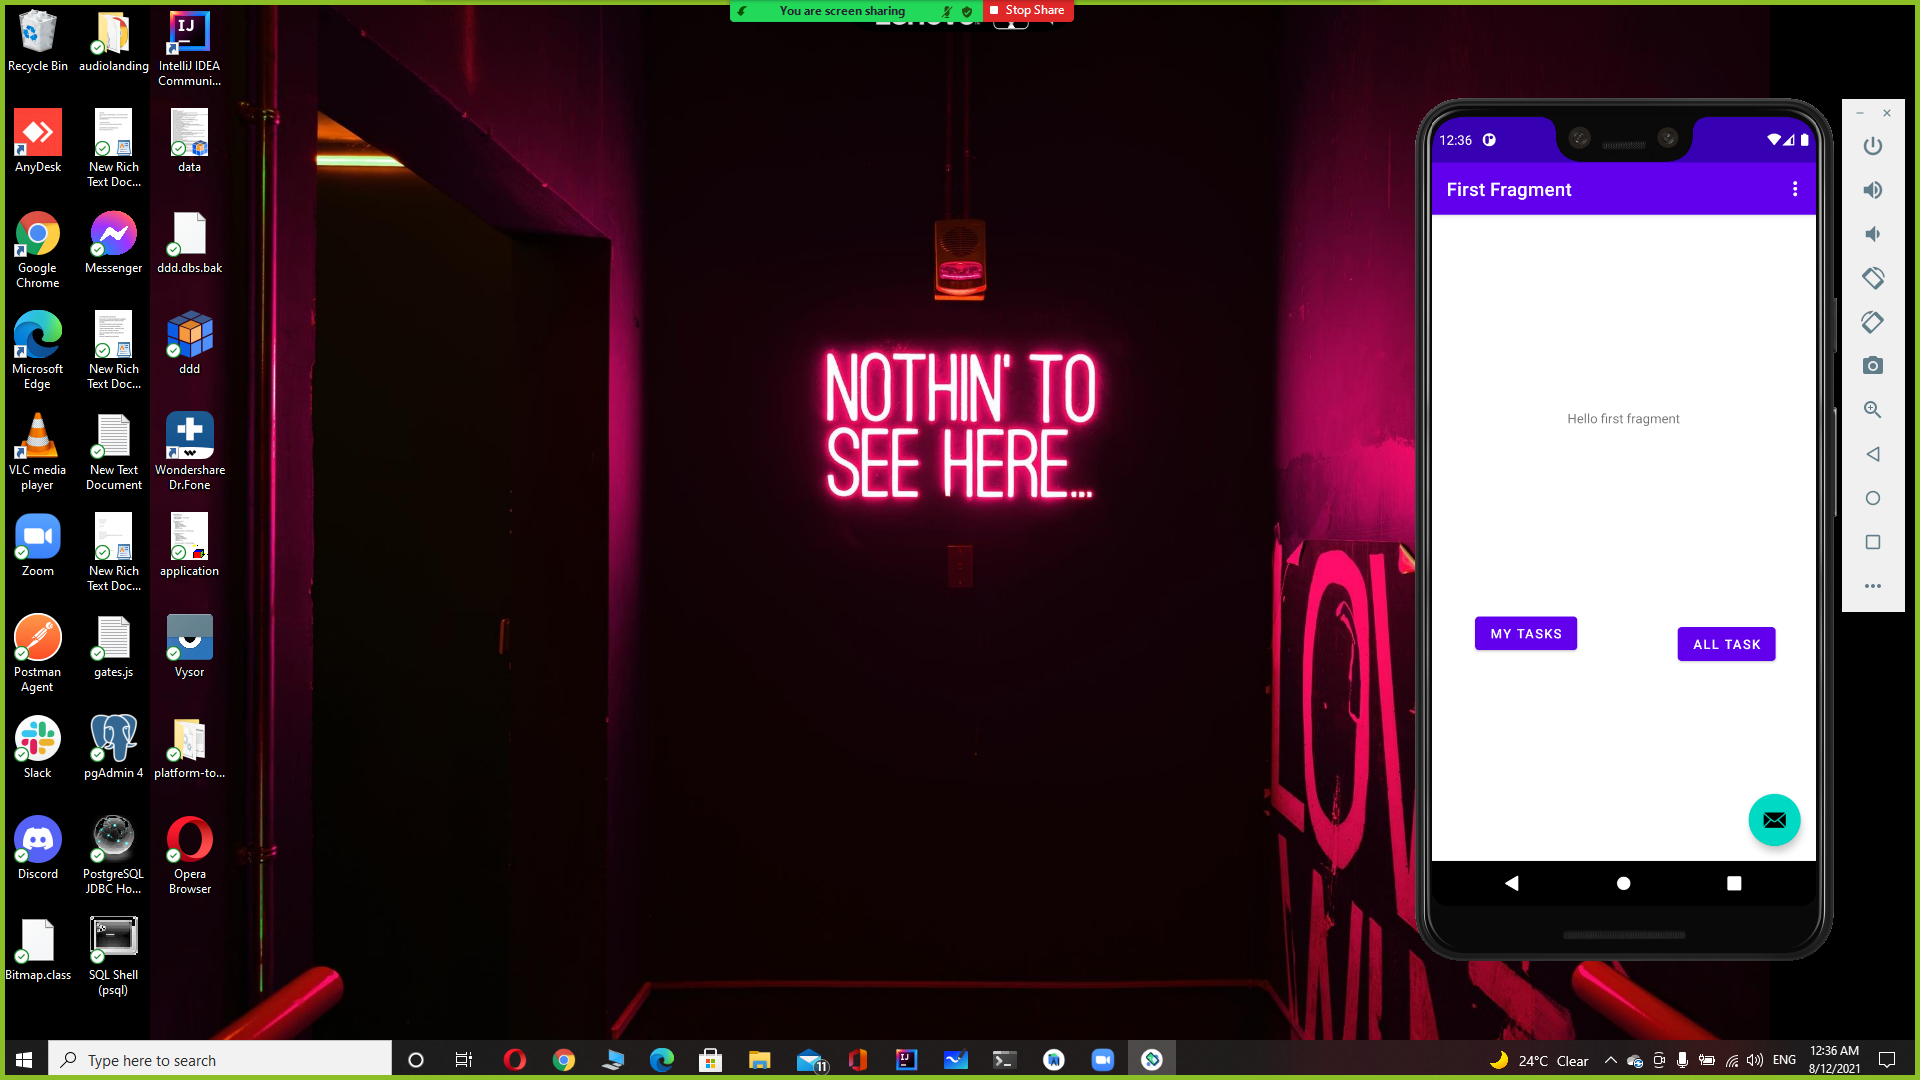 You are screen sharing
Stop Share
Recycle Bin
audiolanding
IntelliJ IDEA
Communi...
AnyDesk
New Rich
Text Doc...
data
Google
Chrome
Messenger
ddd.dbs.bak
Microsoft
Edge
New Rich
Text Doc...
ddd
VLC media
player
New Text
Document
Wondershare
Dr.Fone
Zoom
New Rich
Text Doc...
application
Postman
Agent
gates.js
Vysor
Slack
pgAdmin 4
platform-to...
Discord
PostgreSQL
JDBC Ho...
Opera
Browser
Bitmap.class
SQL Shell
(psql)
NOTHIN' TO
SEE HERE...
12:36
First Fragment
Hello first fragment
MY TASKS
ALL TASK
Type here to search
11
24°C Clear
ENG
12:36 AM
8/12/2021